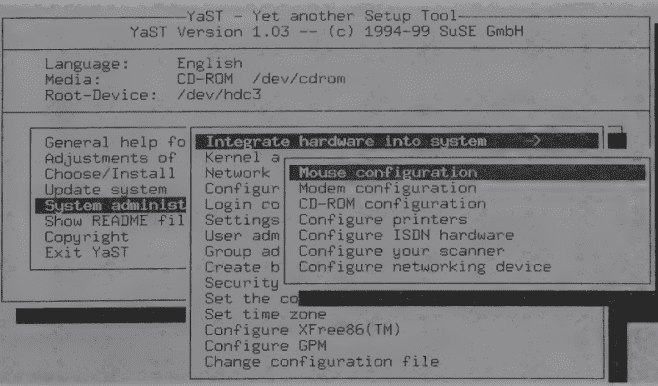 YaST - Yet another Setup Tool
YaST Version 1.03 -- (c) 1994-99 SuSE GmbH
Language: English
Media: CD-ROM /dev/cdrom
Root-Device: /dev/hdc3
General help fo
Adjustments of
Choose/Install
Update system
System administ
Show README fil
Copyright
Exit YaST
Integrate hardware into system ->
Kernel a
Network
Configur
Login co
Settings
User adm
Group ad
Create b
Security
Set the co
Set time zone
Configure XFree86(TM)
Configure GPM
Change configuration file
Mouse configuration
Modem configuration
CD-ROM configuration
Configure printers
Configure ISDN hardware
Configure your scanner
Configure networking device